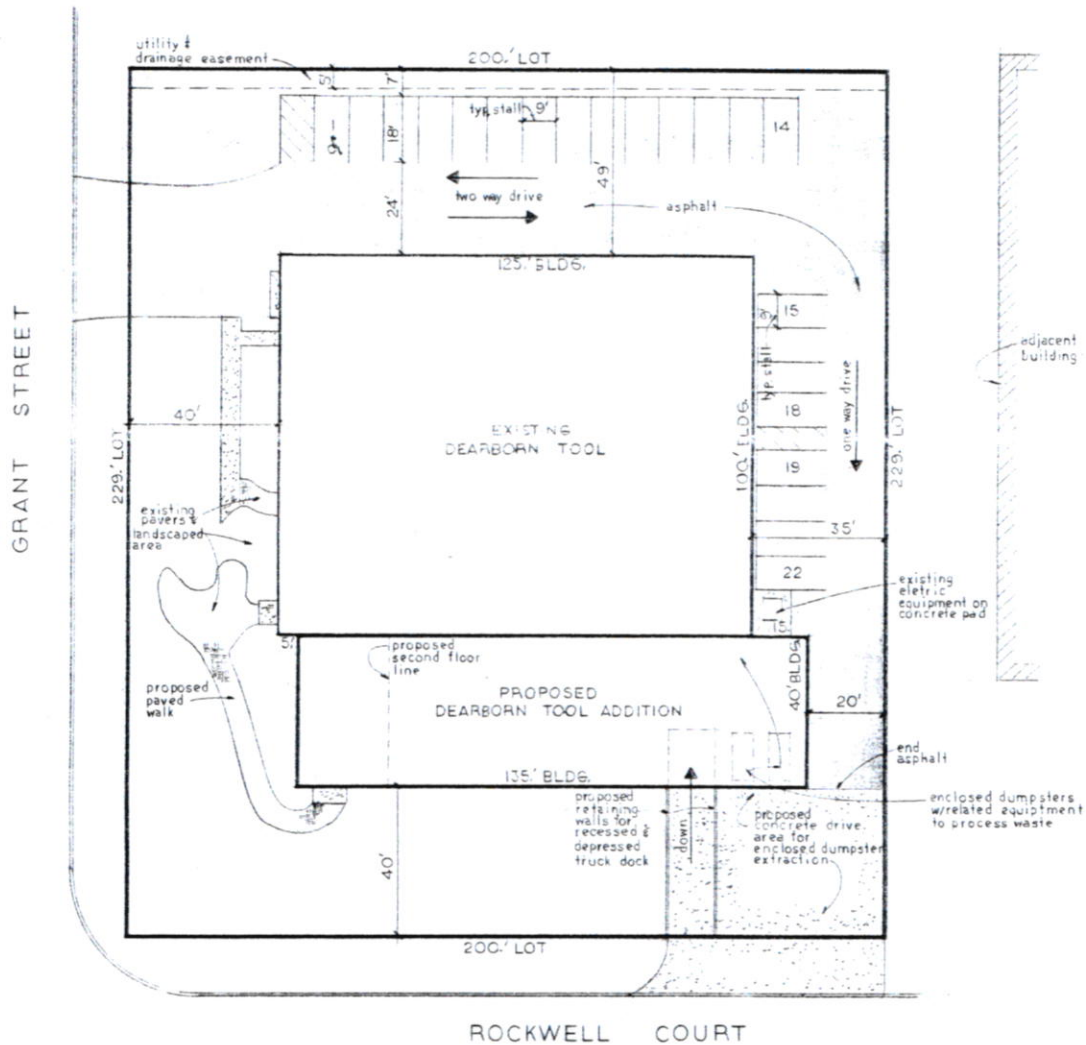 utility &
drainage easement
200.' LOT
5'
7'
typ. stall
9'
14
18'
49'
two way drive
24'
asphalt
125.' BLDG.
15
typ. stall
9'
adjacent
building
GRANT STREET
18
one way drive
40'
EXISTING
DEARBORN TOOL
229.' LOT
100.' BLDG.
19
229.' LOT
existing
pavers &
landscaped
area
35'
22
existing
eletric
equipment on
concrete pad
15'
5'
proposed
second floor
line
proposed
paved
walk
PROPOSED
DEARBORN TOOL ADDITION
40' BLDG.
20'
end
asphalt
135.' BLDG.
proposed
retaining
walls for
recessed &
depressed
truck dock
down
proposed
concrete drive
area for
enclosed dumpster
extraction
enclosed dumpsters
w/related equipment
to process waste
40'
200.' LOT
ROCKWELL COURT